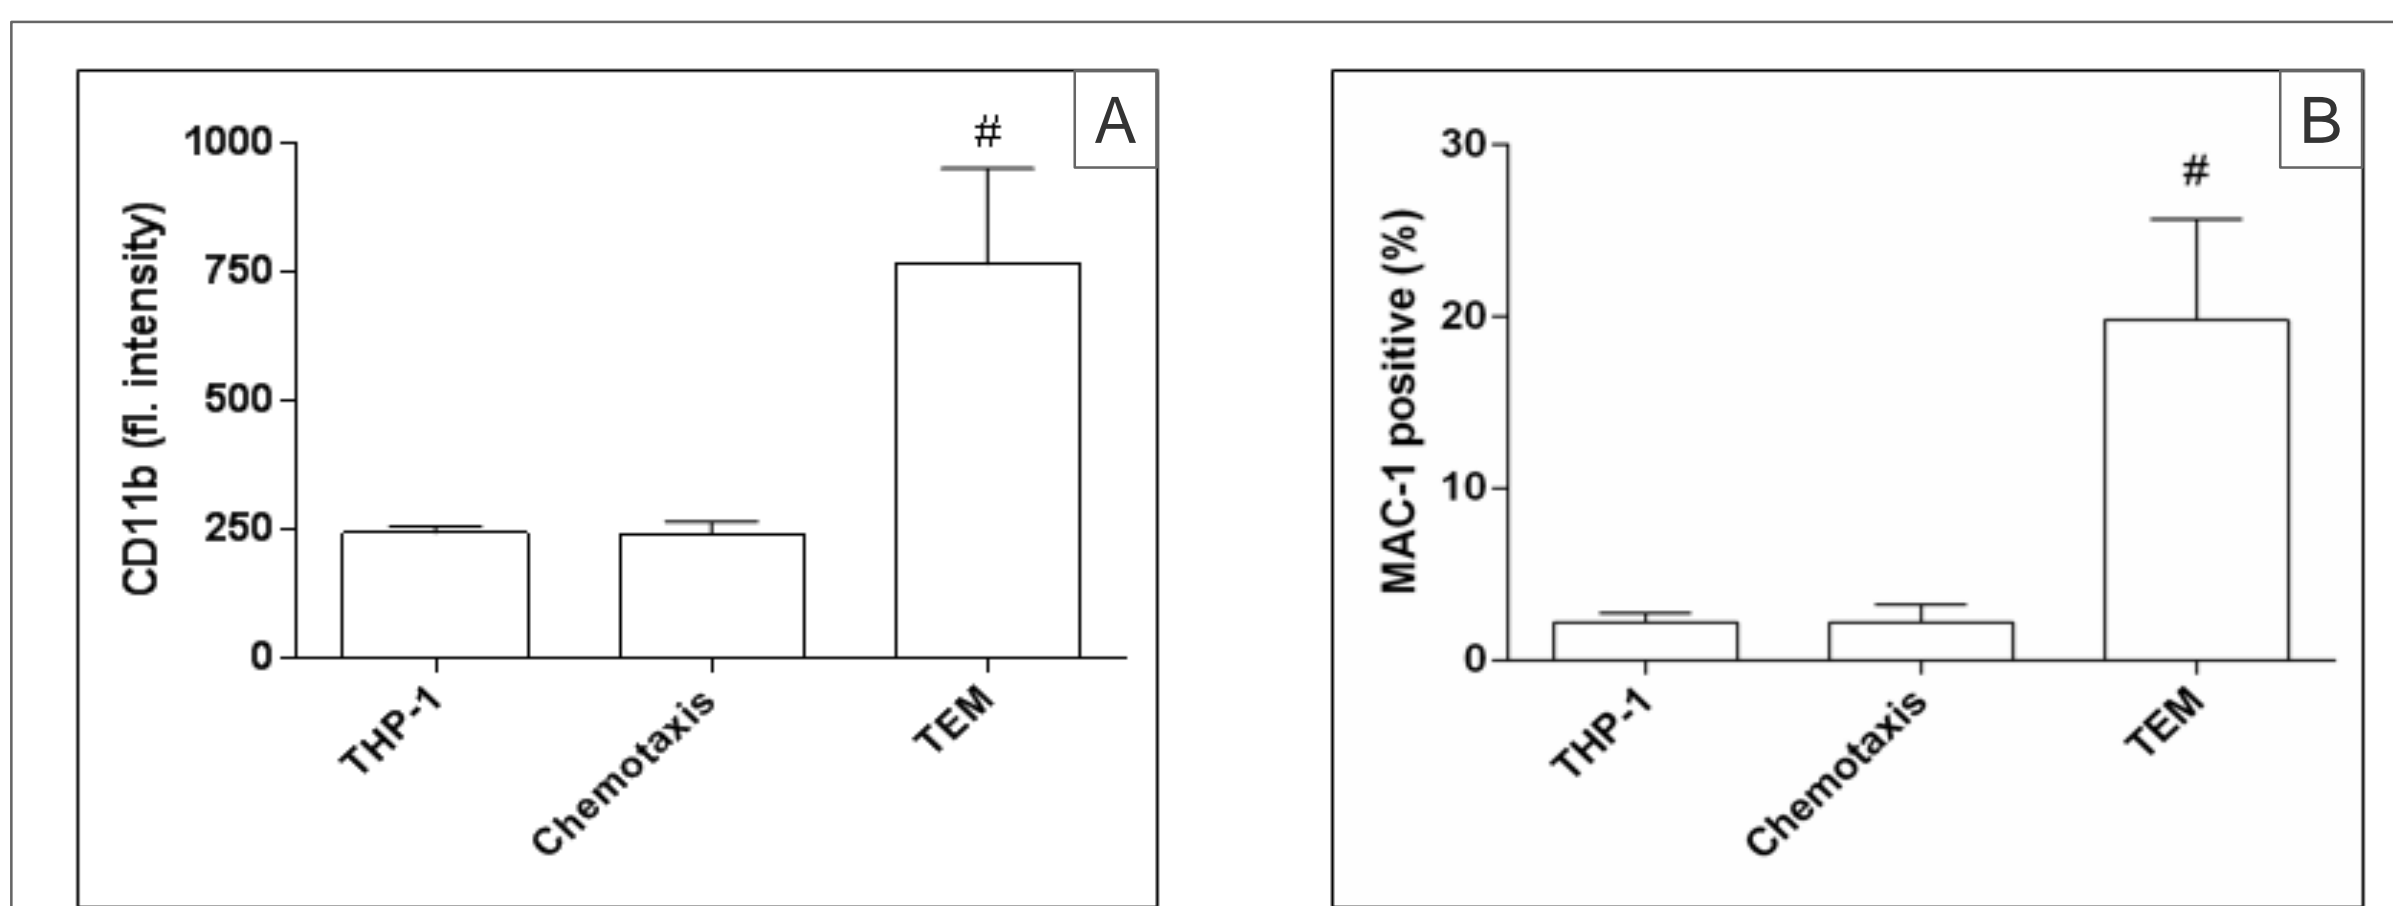 A
#
1000
750
500
250
0
CD11b (fl. intensity)
THP-1
Chemotaxis
TEM
B
#
30
20
10
0
MAC-1 positive (%)
THP-1
Chemotaxis
TEM